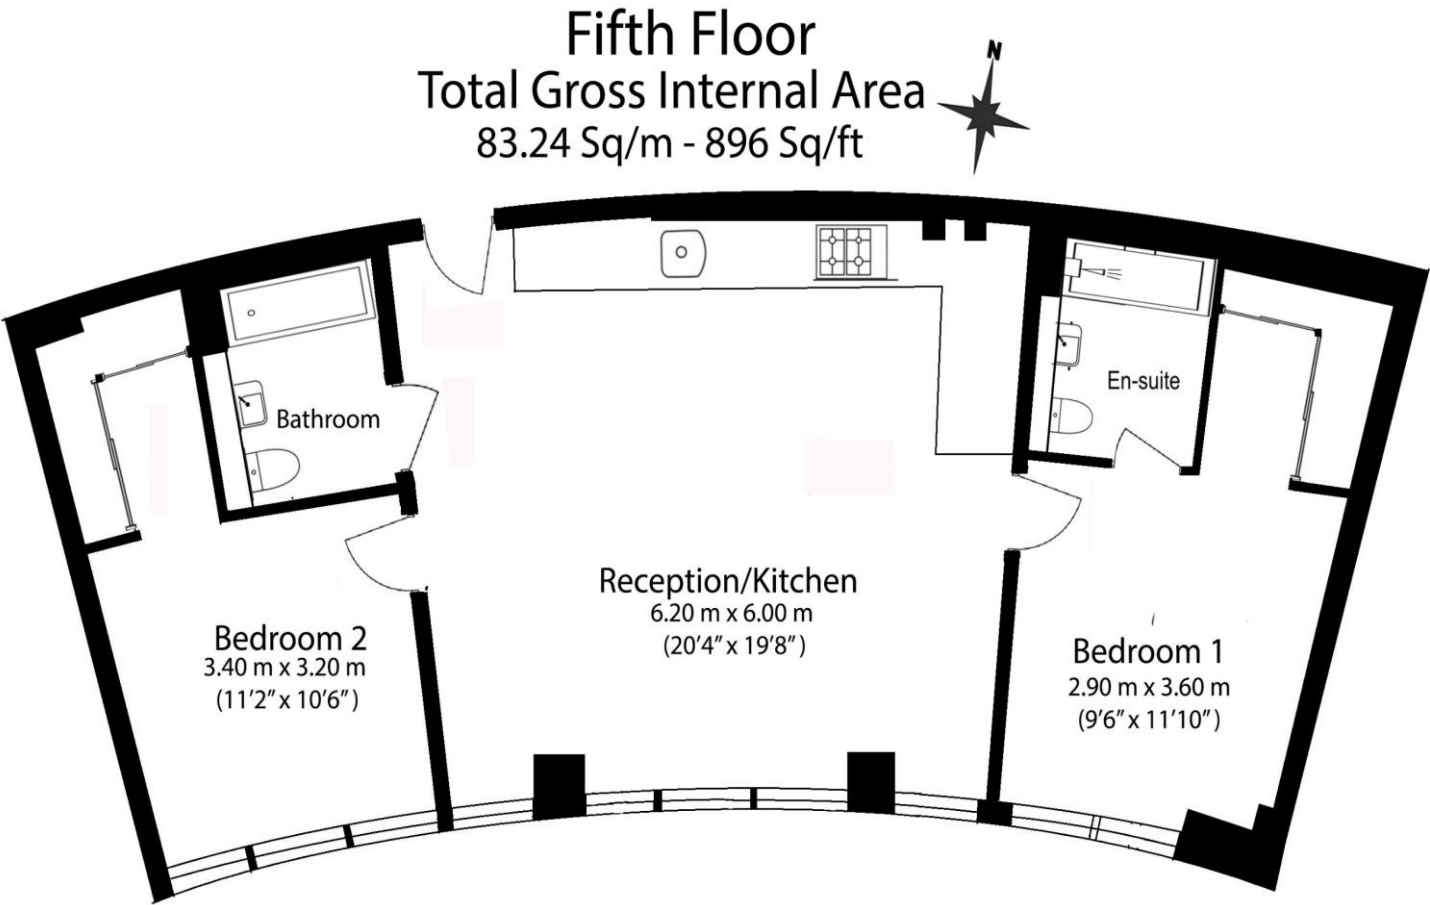 Fifth Floor
Total Gross Internal Area
83.24 Sq/m - 896 Sq/ft
N
En-suite
Bathroom
Reception/Kitchen
6.20 m x 6.00 m
(20'4" x 19'8")
Bedroom 2
3.40 m x 3.20 m
(11'2" x 10'6")
Bedroom 1
2.90 m x 3.60 m
(9'6" x 11'10")